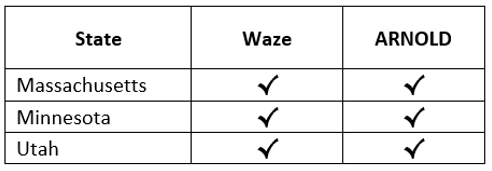 State Waze ARNOLD
Massachusetts ✓ ✓
Minnesota ✓ ✓
Utah ✓ ✓